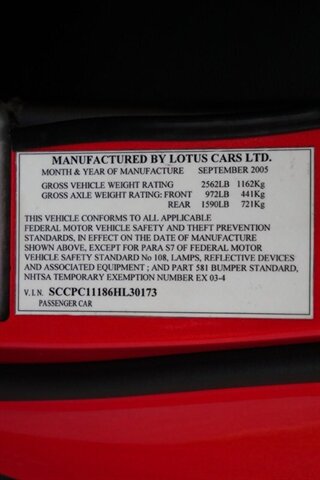 MANUFACTURED BY LOTUS CARS LTD.
MONTH & YEAR OF MANUFACTURE SEPTEMBER 2005
GROSS VEHICLE WEIGHT RATING 2562LB 1162Kg
GROSS AXLE WEIGHT RATING: FRONT 972LB 441Kg
REAR 1590LB 721Kg
THIS VEHICLE CONFORMS TO ALL APPLICABLE
FEDERAL MOTOR VEHICLE SAFETY AND THEFT PREVENTION
STANDARDS, IN EFFECT ON THE DATE OF MANUFACTURE
SHOWN ABOVE, EXCEPT FOR PARA S7 OF FEDERAL MOTOR
VEHICLE SAFETY STANDARD No 108, LAMPS, REFLECTIVE DEVICES
AND ASSOCIATED EQUIPMENT ; AND PART 581 BUMPER STANDARD,
NHTSA TEMPORARY EXEMPTION NUMBER EX 03-4
V.I.N. SCCPC11186HL30173
PASSENGER CAR